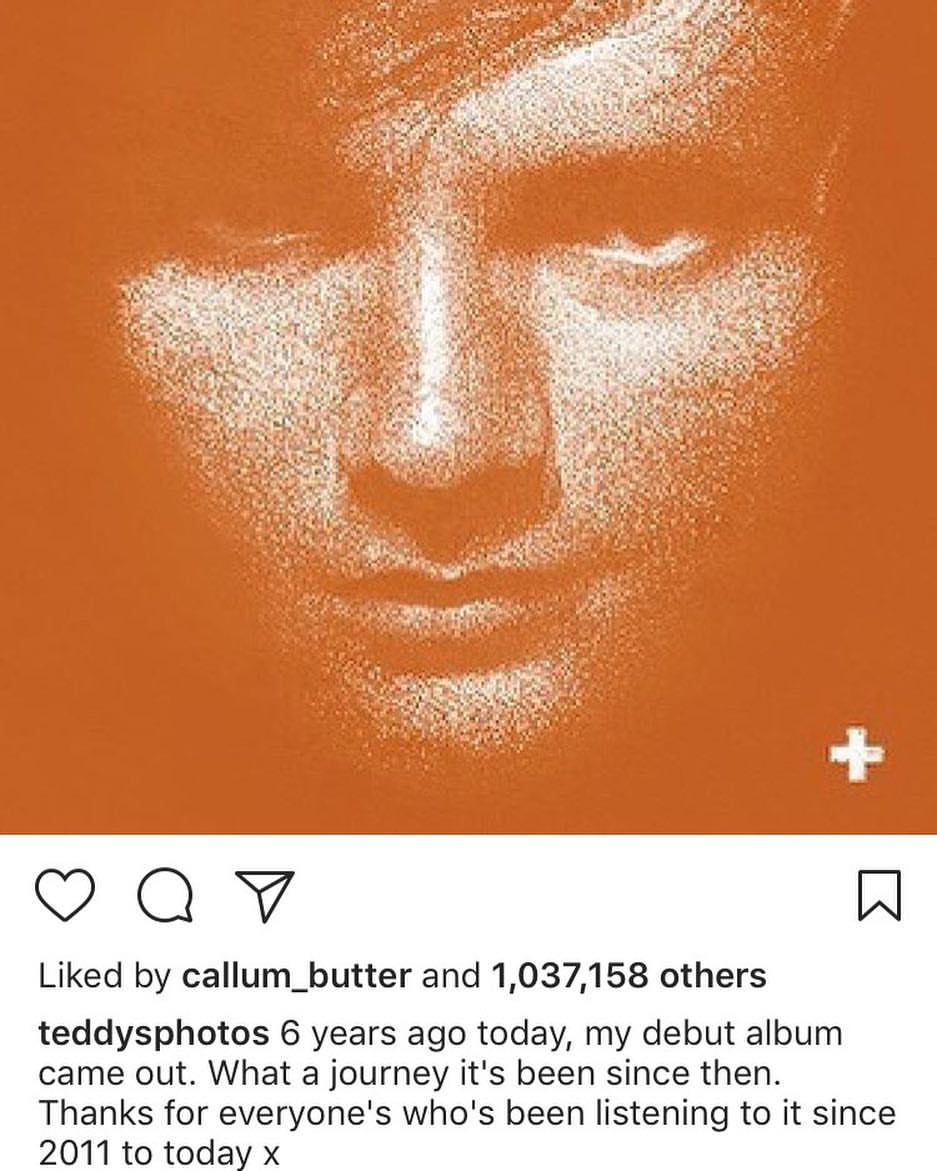 Liked by callum_butter and 1,037,158 others
teddysphotos 6 years ago today, my debut album
came out. What a journey it's been since then.
Thanks for everyone's who's been listening to it since
2011 to today x